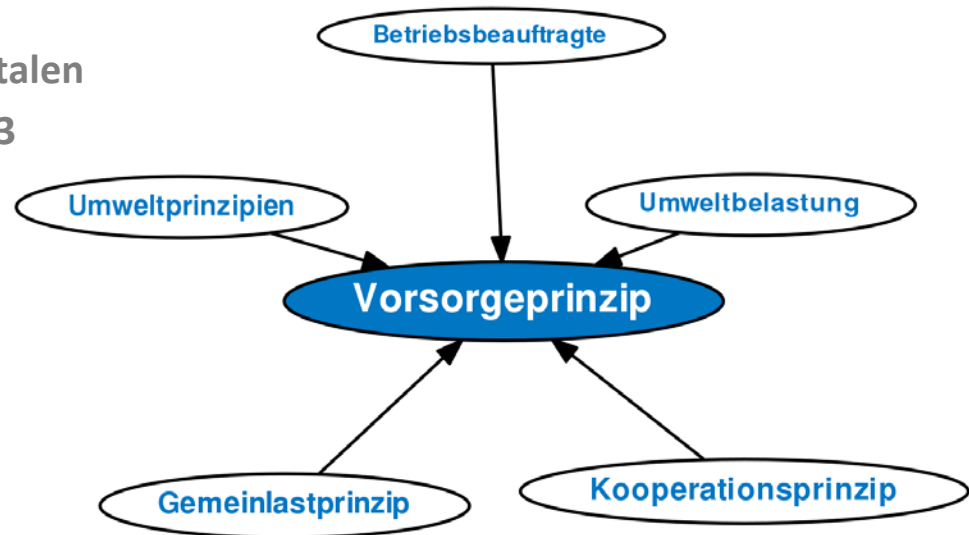 Betriebsbeauftragte
talen
3
Umweltprinzipien
Umweltbelastung
Vorsorgeprinzip
Gemeinlastprinzip
Kooperationsprinzip